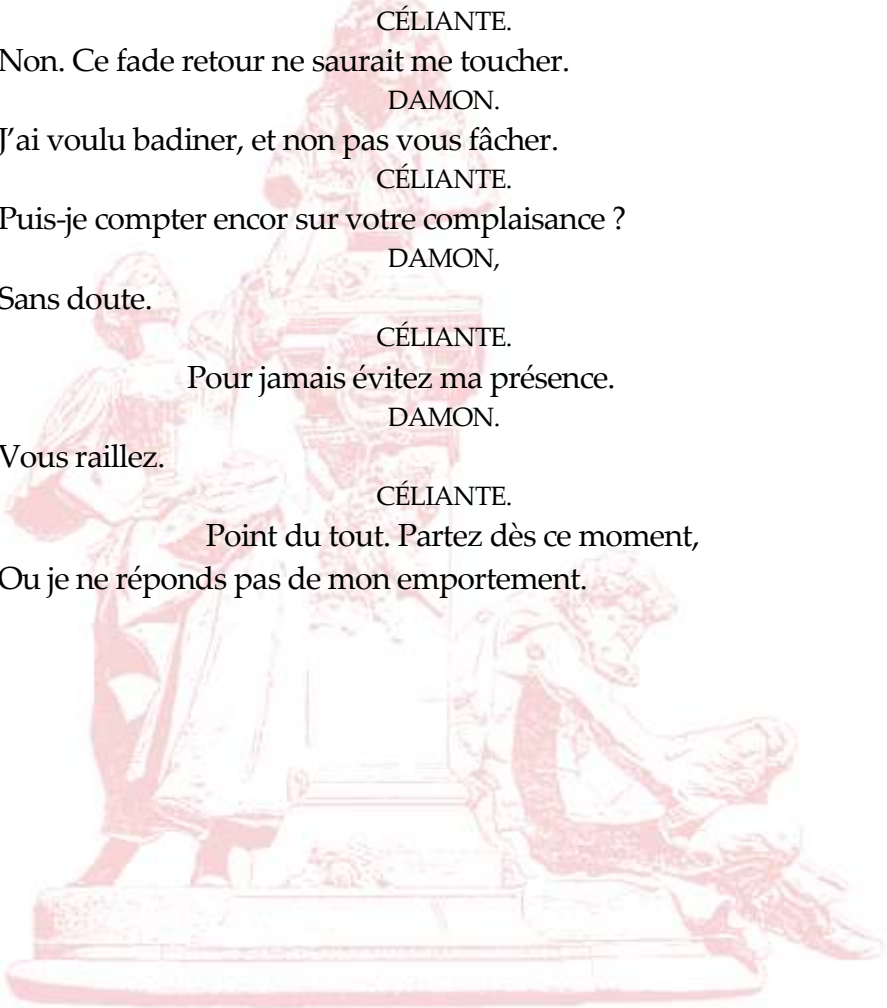 CÉLIANTE.
Non. Ce fade retour ne saurait me toucher.
DAMON.
J’ai voulu badiner, et non pas vous fâcher.
CÉLIANTE.
Puis-je compter encor sur votre complaisance ?
DAMON,
Sans doute.
CÉLIANTE.
Pour jamais évitez ma présence.
DAMON.
Vous raillez.
CÉLIANTE.
Point du tout. Partez dès ce moment,
Ou je ne réponds pas de mon emportement.